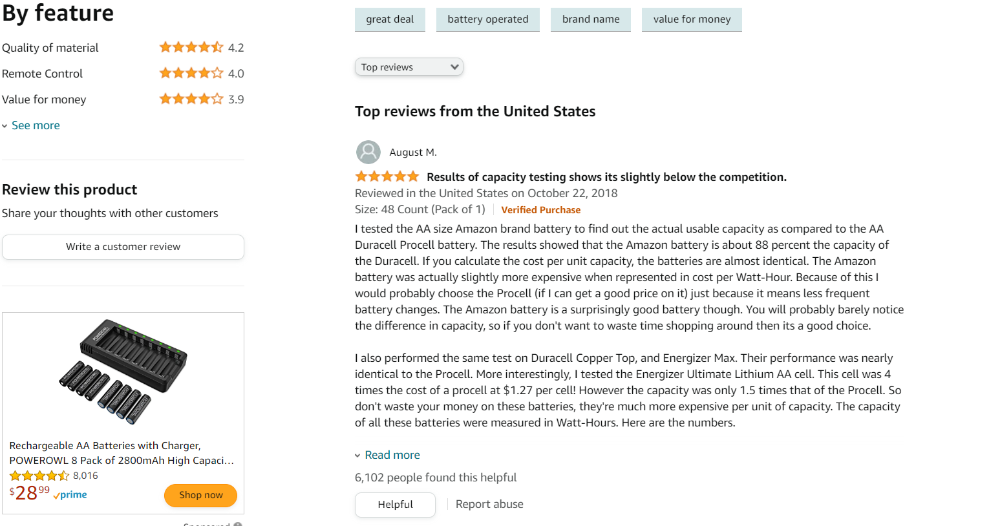 By feature
Quality of material 4.2
Remote Control 4.0
Value for money 3.9
See more
Review this product
Share your thoughts with other customers
Write a customer review
POWEROWL
POWEROWL
POWEROWL
POWEROWL
POWEROWL
POWEROWL
POWEROWL
POWEROWL
POWEROWL
Rechargeable AA Batteries with Charger,
POWEROWL 8 Pack of 2800mAh High Capaci...
8,016
$2899 prime
Shop now
Sponsored
great deal battery operated brand name value for money
Top reviews
Top reviews from the United States
August M.
Results of capacity testing shows its slightly below the competition.
Reviewed in the United States on October 22, 2018
Size: 48 Count (Pack of 1) Verified Purchase
I tested the AA size Amazon brand battery to find out the actual usable capacity as compared to the AA
Duracell Procell battery. The results showed that the Amazon battery is about 88 percent the capacity of
the Duracell. If you calculate the cost per unit capacity, the batteries are almost identical. The Amazon
battery was actually slightly more expensive when represented in cost per Watt-Hour. Because of this I
would probably choose the Procell (if I can get a good price on it) just because it means less frequent
battery changes. The Amazon battery is a surprisingly good battery though. You will probably barely notice
the difference in capacity, so if you don't want to waste time shopping around then its a good choice.
I also performed the same test on Duracell Copper Top, and Energizer Max. Their performance was nearly
identical to the Procell. More interestingly, I tested the Energizer Ultimate Lithium AA cell. This cell was 4
times the cost of a procell at $1.27 per cell! However the capacity was only 1.5 times that of the Procell. So
don't waste your money on these batteries, they're much more expensive per unit of capacity. The capacity
of all these batteries were measured in Watt-Hours. Here are the numbers.
Read more
6,102 people found this helpful
Helpful Report abuse